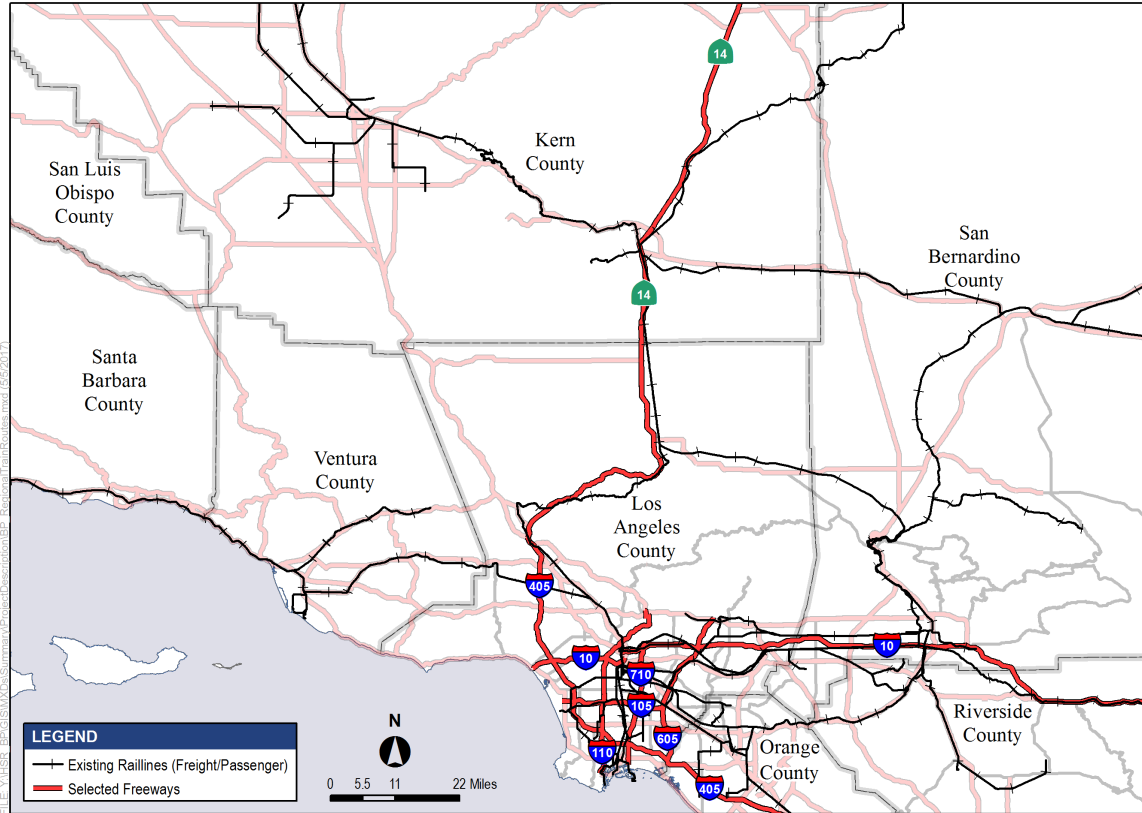 14
Kern
County
San Luis
Obispo
County
San
Bernardino
County
14
Santa
Barbara
County
Ventura
County
Los
Angeles
County
405
10
10
710
105
605
110
405
Riverside
County
Orange
County
N
0 5.5 11 22 Miles
LEGEND
Existing Raillines (Freight/Passenger)
Selected Freeways